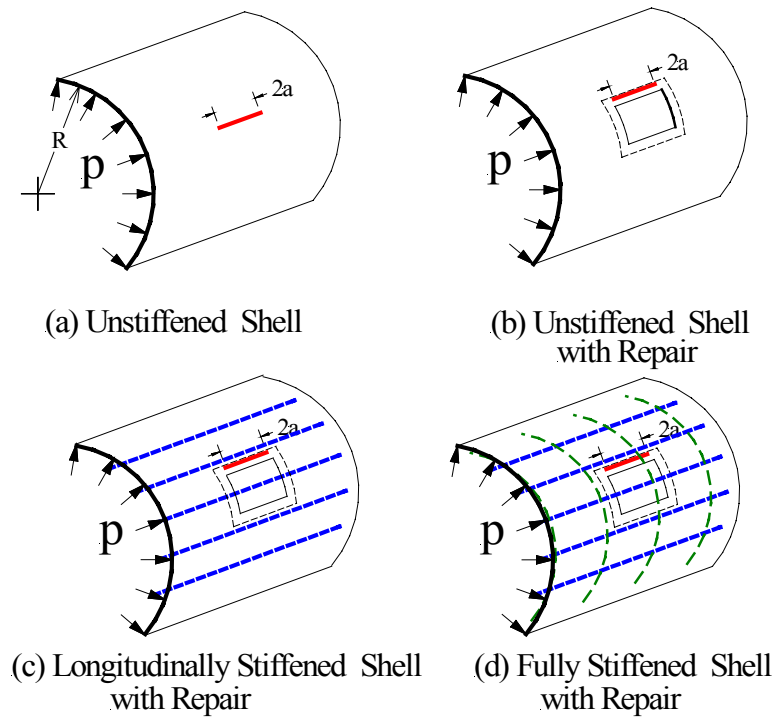 2a
R
p
(a) Unstiffened Shell
2a
p
(b) Unstiffened Shell
with Repair
2a
p
(c) Longitudinally Stiffened Shell
with Repair
2a
p
(d) Fully Stiffened Shell
with Repair